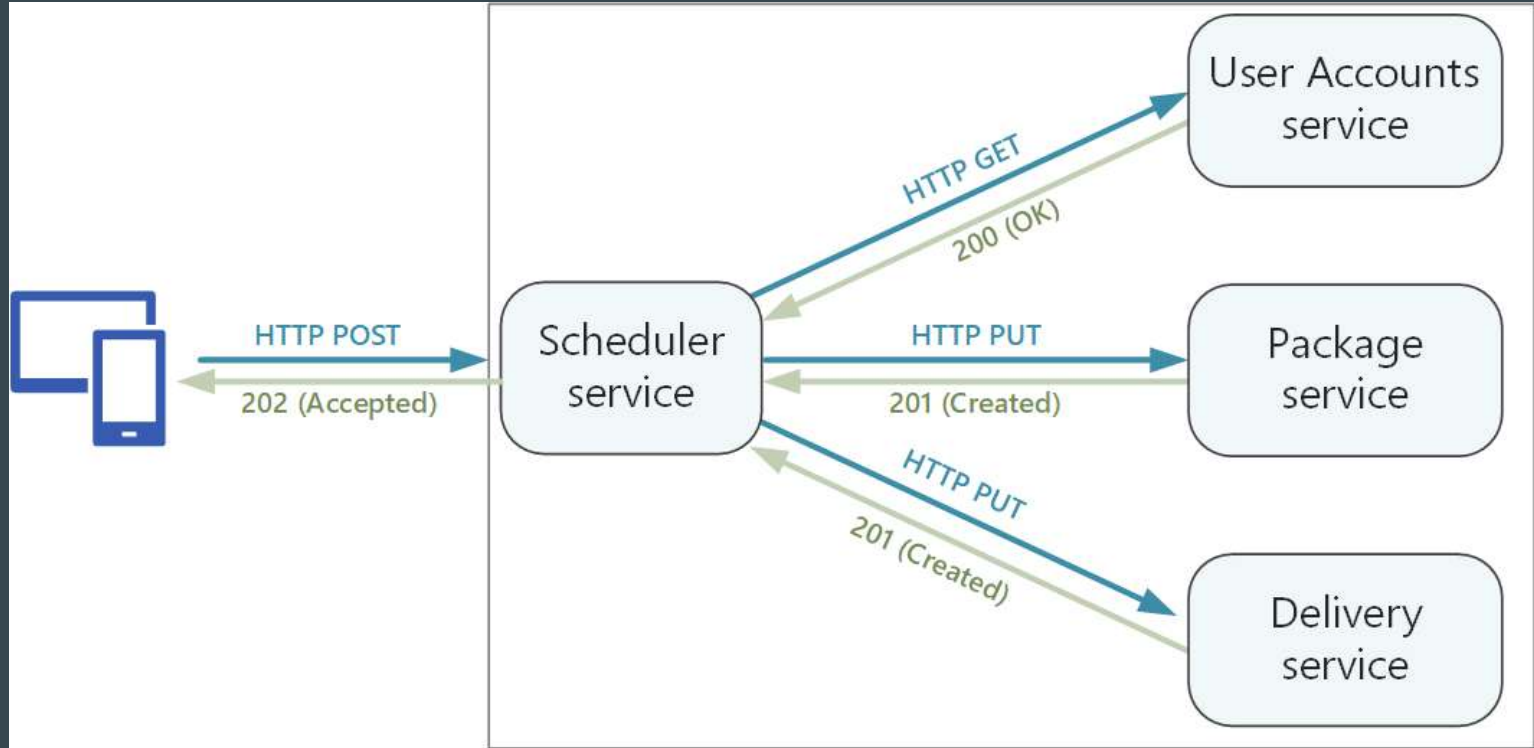 User Accounts
service
HTTP GET
200 (OK)
HTTP POST
202 (Accepted)
Scheduler
service
HTTP PUT
201 (Created)
Package
service
HTTP PUT
201 (Created)
Delivery
service